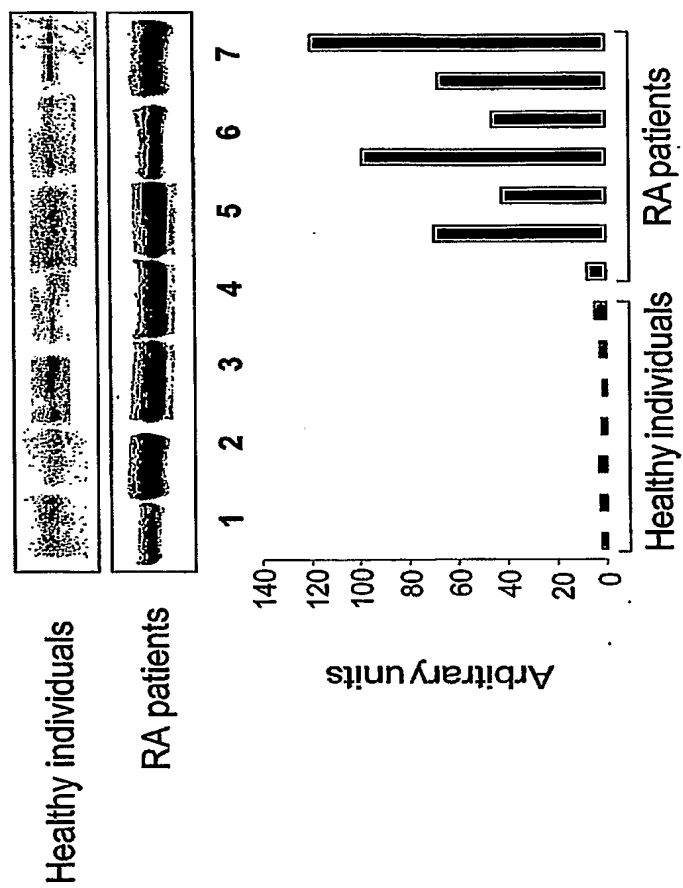 Healthy individuals
RA patients
1 2 3 4 5 6 7
Arbitrary units
140
120
100
80
60
40
20
0
Healthy individuals RA patients